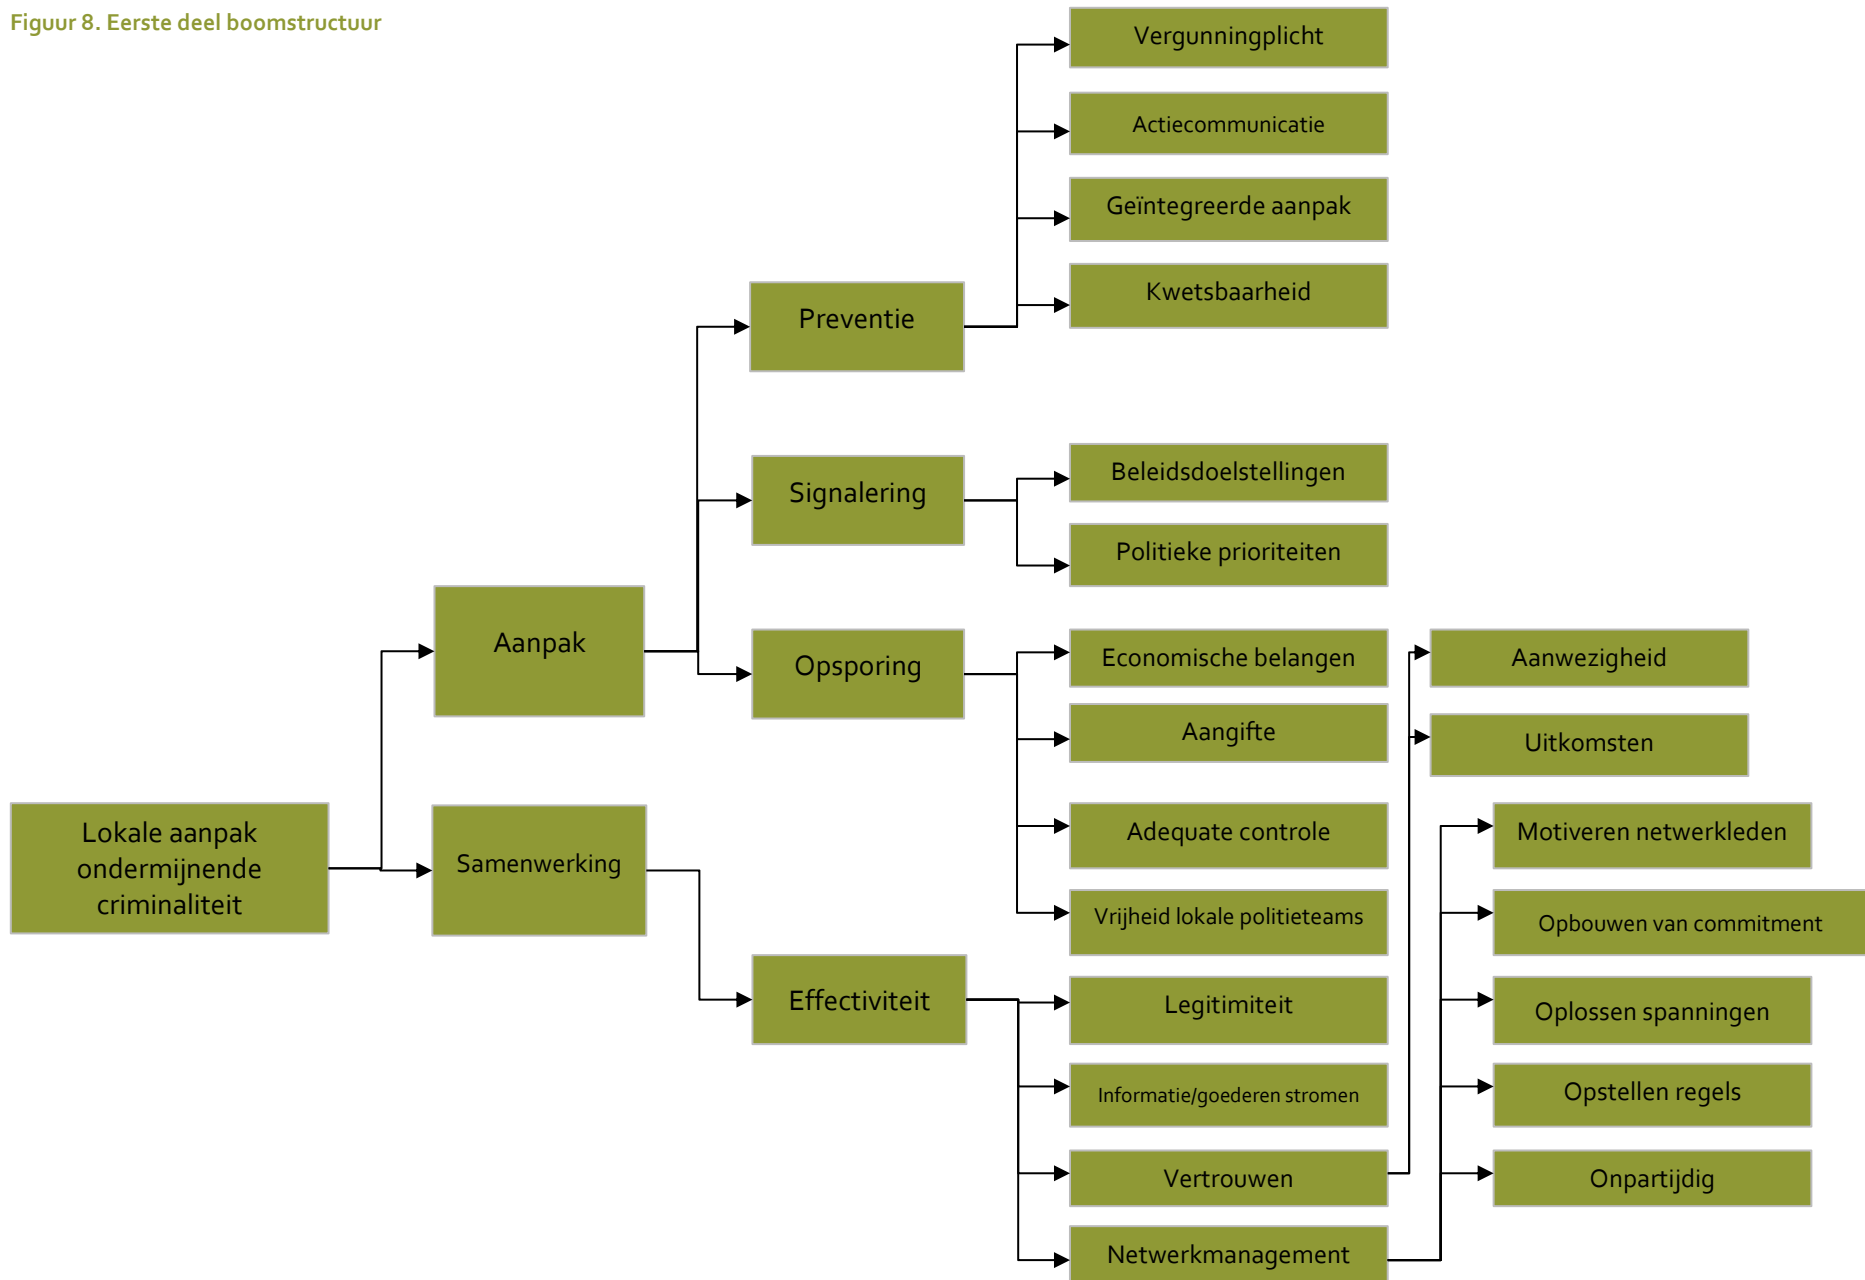 Figuur 8. Eerste deel boomstructuur
Vergunningplicht
Actiecommunicatie
Geïntegreerde aanpak
Kwetsbaarheid
Preventie
Signalering
Beleidsdoelstellingen
Politieke prioriteiten
Aanpak
Opsporing
Economische belangen
Aangifte
Adequate controle
Vrijheid lokale politieteams
Aanwezigheid
Uitkomsten
Lokale aanpak
ondermijnende
criminaliteit
Samenwerking
Effectiviteit
Legitimiteit
Informatie/goederen stromen
Vertrouwen
Netwerkmanagement
Motiveren netwerkleden
Opbouwen van commitment
Oplossen spanningen
Opstellen regels
Onpartijdig